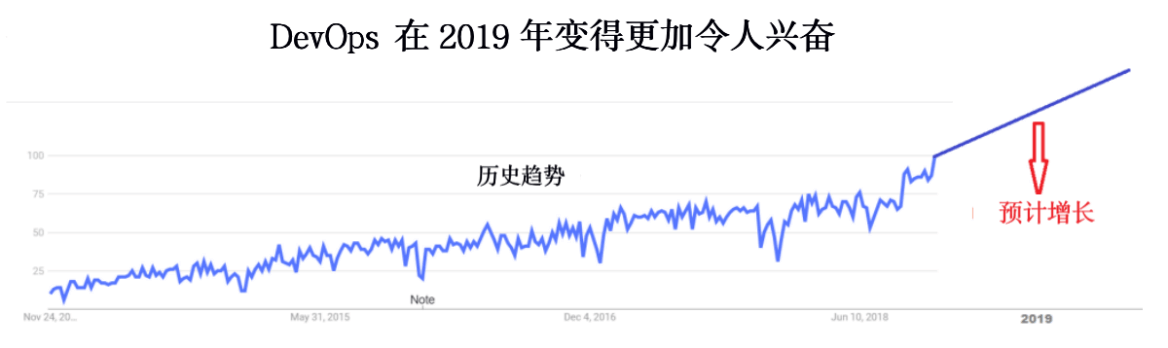 DevOps 在 2019 年变得更加令人兴奋
历史趋势
100
75
50
25
预计增长
Note
Nov 24, 20...
May 31, 2015
Dec 4, 2016
Jun 10, 2018
2019